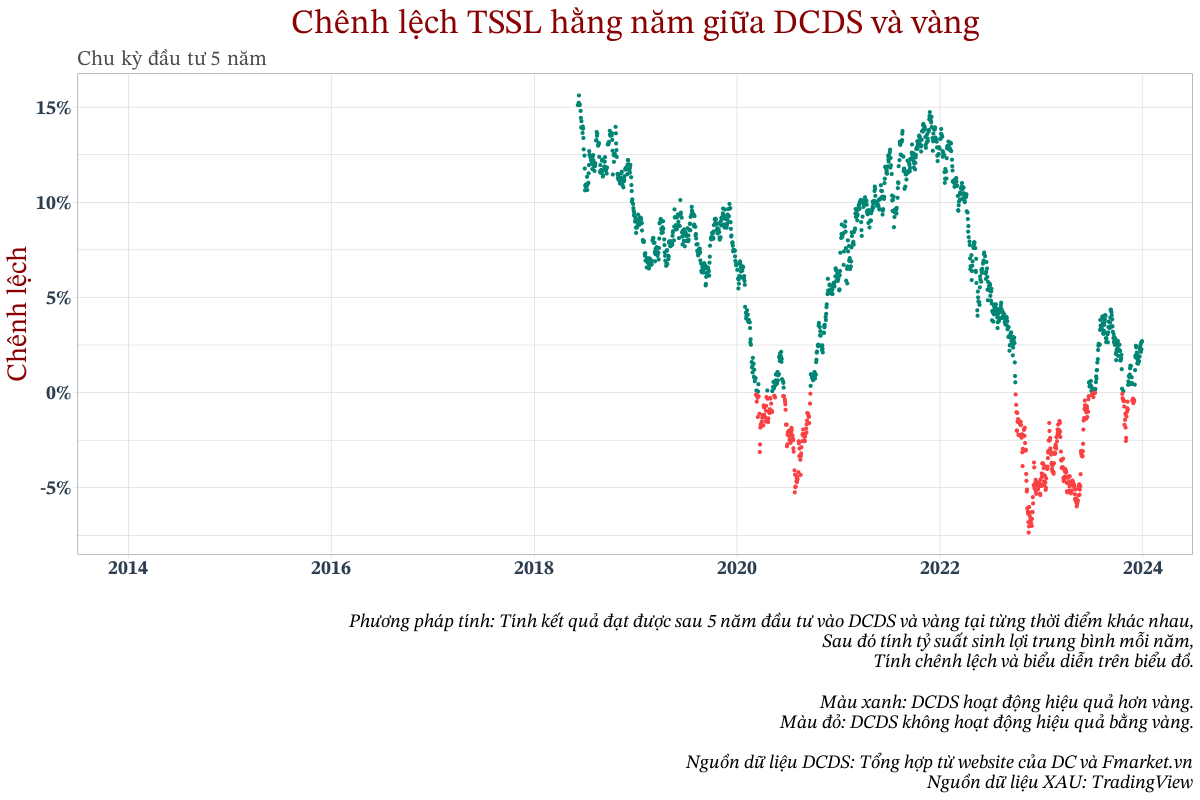 Chênh lệch TSSL hằng năm giữa DCDS và vàng
Chu kỳ đầu tư 5 năm
Chênh lệch
15%
10%
5%
0%
-5%
2014 2016 2018 2020 2022 2024
Phương pháp tính: Tính kết quả đạt được sau 5 năm đầu tư vào DCDS và vàng tại từng thời điểm khác nhau,
Sau đó tính tỷ suất sinh lợi trung bình mỗi năm,
Tính chênh lệch và biểu diễn trên biểu đồ.
Màu xanh: DCDS hoạt động hiệu quả hơn vàng.
Màu đỏ: DCDS không hoạt động hiệu quả bằng vàng.
Nguồn dữ liệu DCDS: Tổng hợp từ website của DC và Fmarket.vn
Nguồn dữ liệu XAU: TradingView